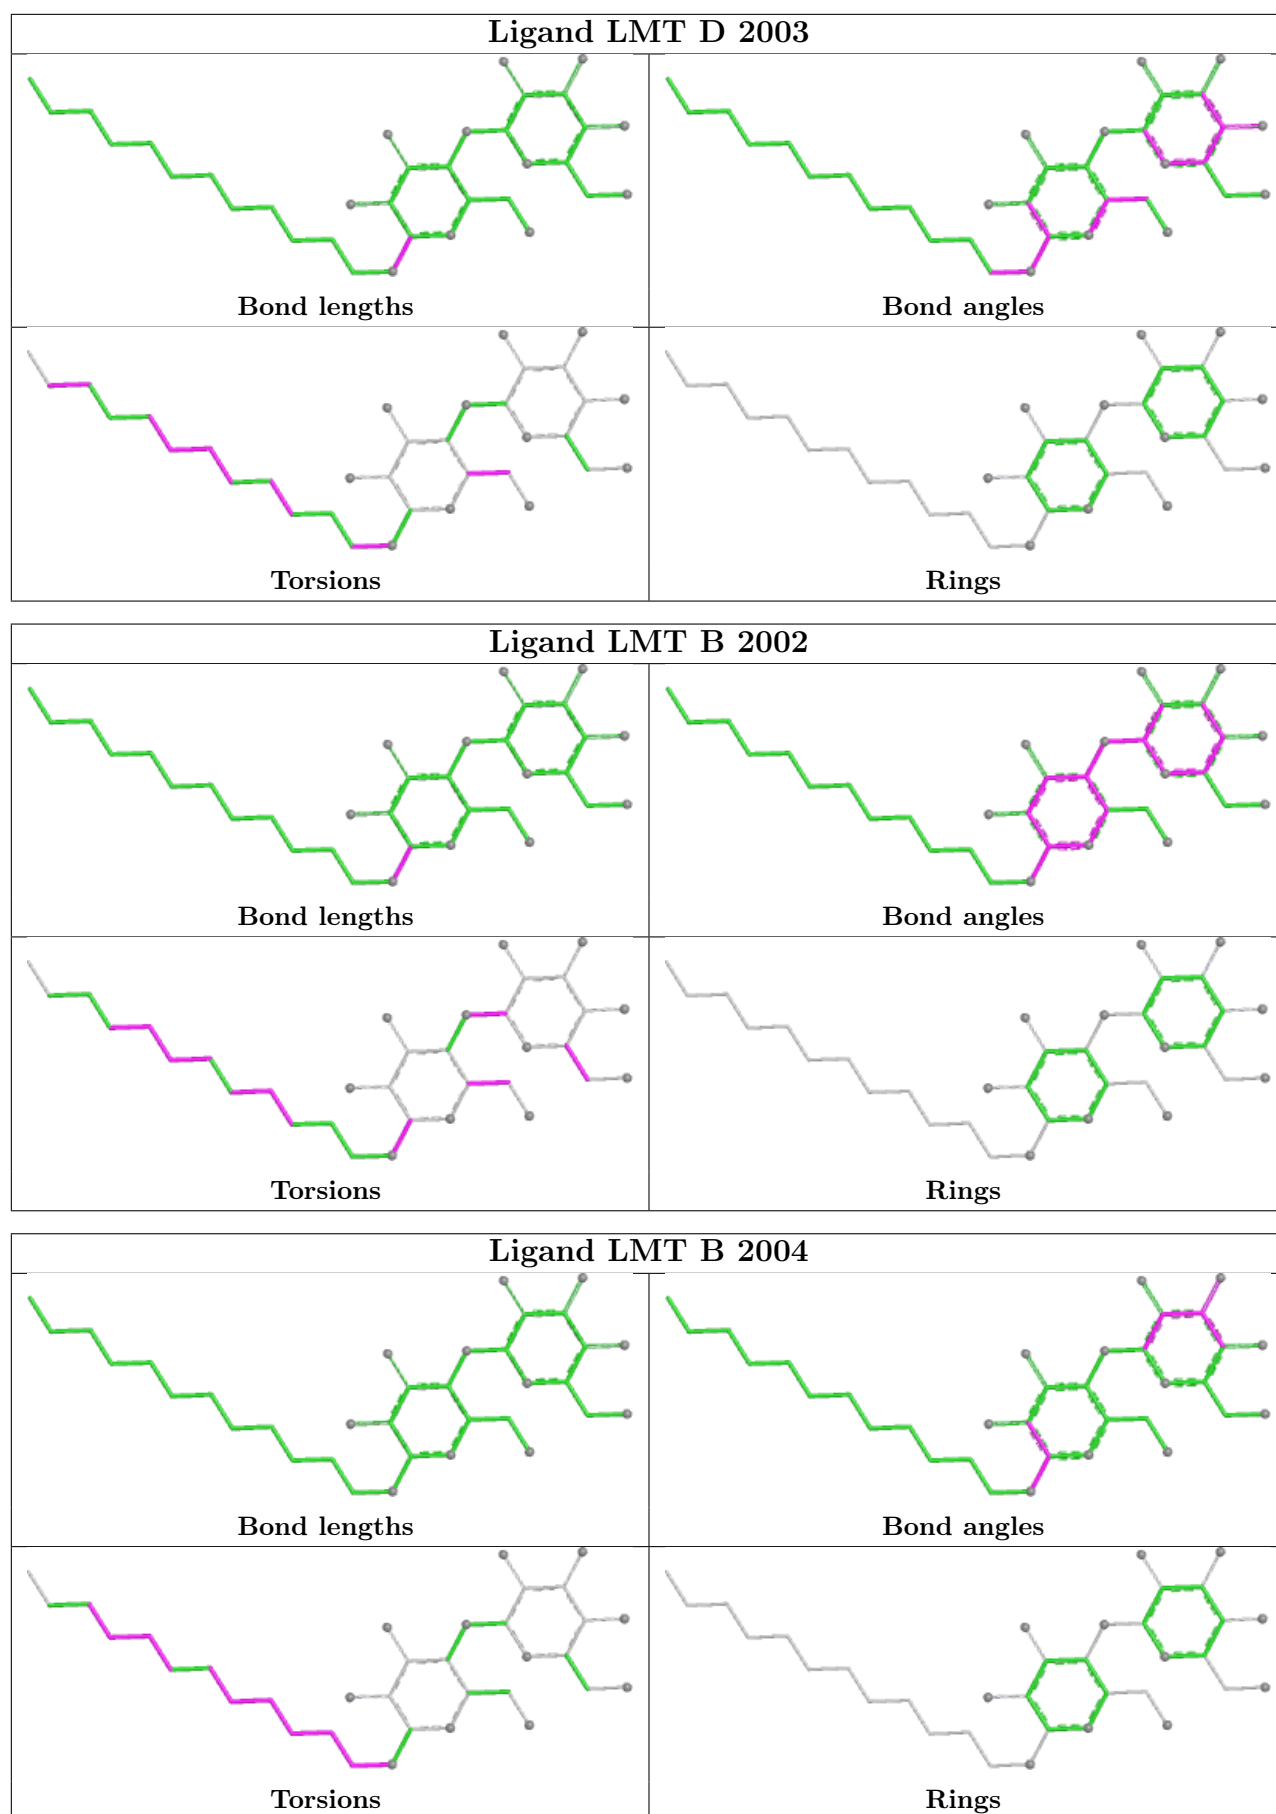 Ligand LMT D 2003
Bond lengths
Bond angles
Torsions
Rings
Ligand LMT B 2002
Bond lengths
Bond angles
Torsions
Rings
Ligand LMT B 2004
Bond lengths
Bond angles
Torsions
Rings